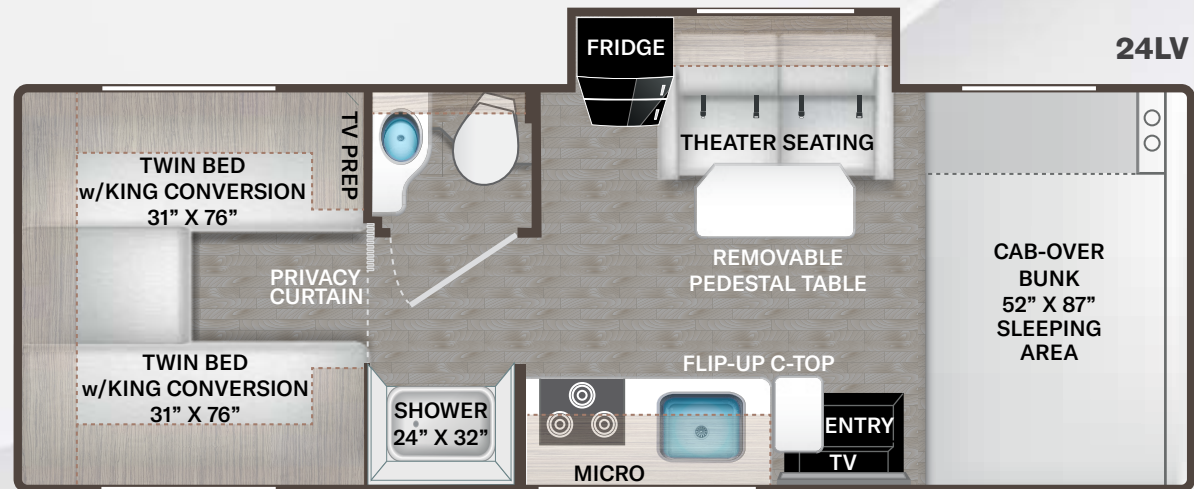 24LV
FRIDGE
THEATER SEATING
TV PREP
TWIN BED
w/KING CONVERSION
31” X 76”
PRIVACY
CURTAIN
REMOVABLE
PEDESTAL TABLE
CAB-OVER
BUNK
52” X 87”
SLEEPING
AREA
TWIN BED
w/KING CONVERSION
31” X 76”
SHOWER
24” X 32”
FLIP-UP C-TOP
MICRO
ENTRY
TV